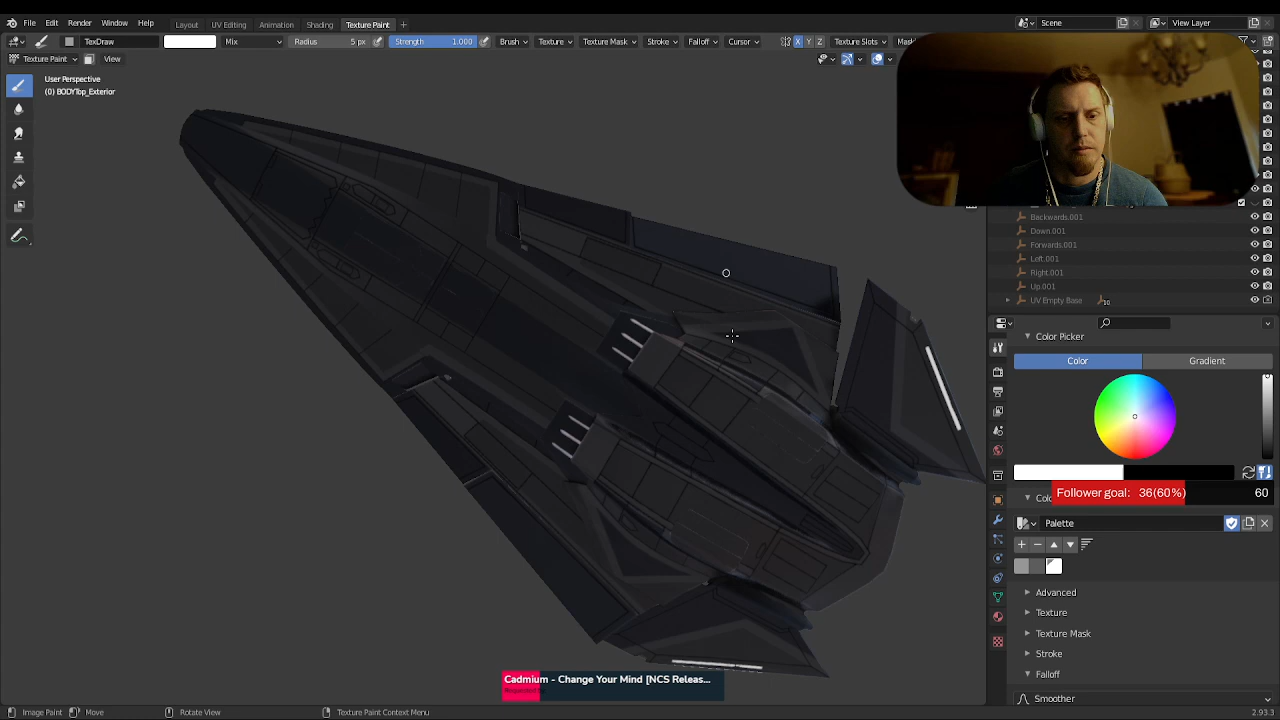 File Edit Render Window Help Layout UV Editing Animation Shading Texture Paint + Scene View Layer
TexDraw Mix Radius 5 px Strength 1.000 Brush Texture Texture Mask Stroke Falloff Cursor X Y Z Texture Slots Mask
Texture Paint View
User Perspective
(0) BODYTop_Exterior
Backwards.001
Down.001
Forwards.001
Left.001
Right.001
Up.001
UV Empty Base 10
Color Picker
Color Gradient
Follower goal: 36(60%) 60
Palette
Advanced
Texture
Texture Mask
Stroke
Falloff
Smoother
Cadmium - Change Your Mind [NCS Releas...
Image Paint Move Rotate View Texture Paint Context Menu 2.93.3